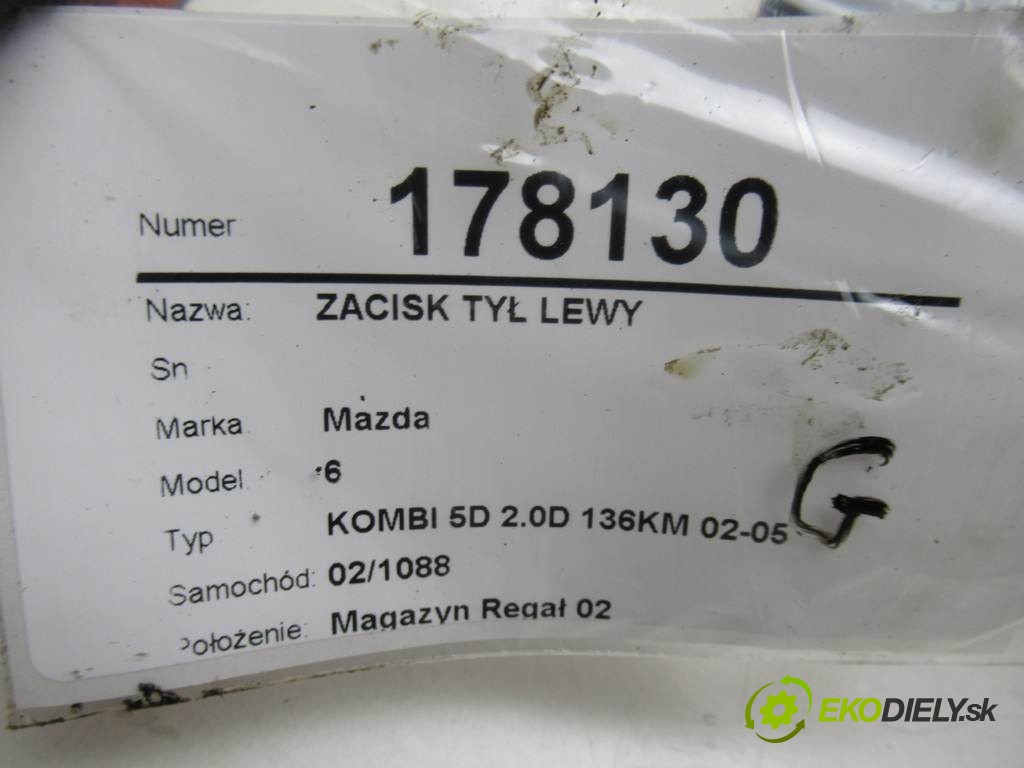 Numer 178130
Nazwa: ZACISK TYŁ LEWY
Sn
Marka Mazda
Model 6
Typ KOMBI 5D 2.0D 136KM 02-05
G
Samochód: 02/1088
Położenie: Magazyn Regał 02
EKODIELY.sk